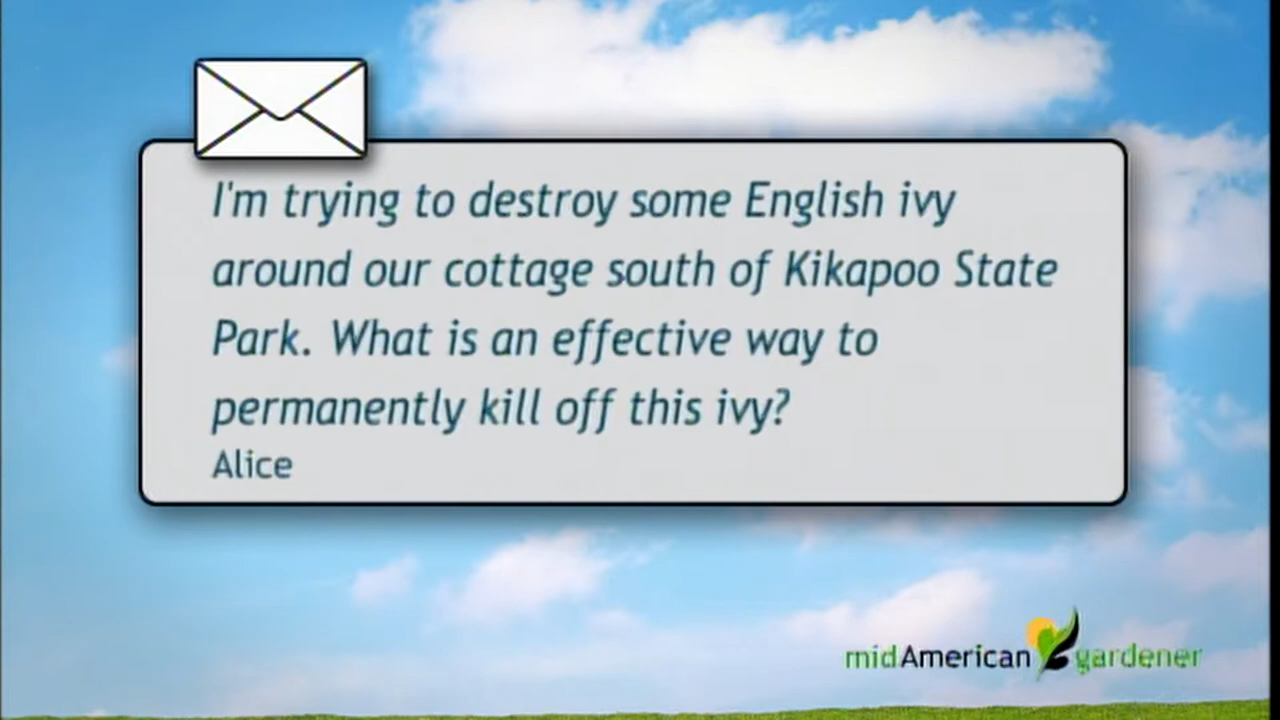 I'm trying to destroy some English ivy
around our cottage south of Kikapoo State
Park. What is an effective way to
permanently kill off this ivy?
Alice
midAmerican gardener